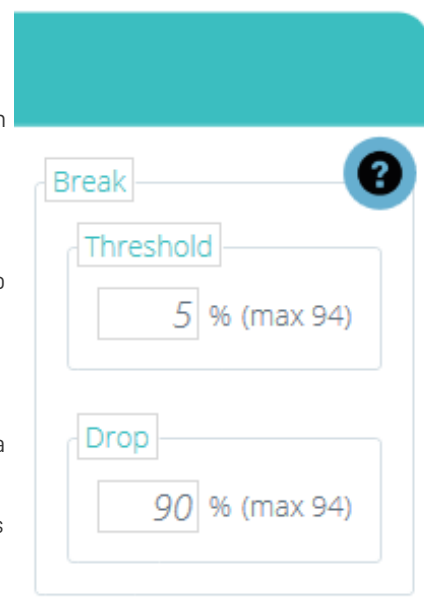 ?
Break
Threshold
5 % (max 94)
Drop
90 % (max 94)